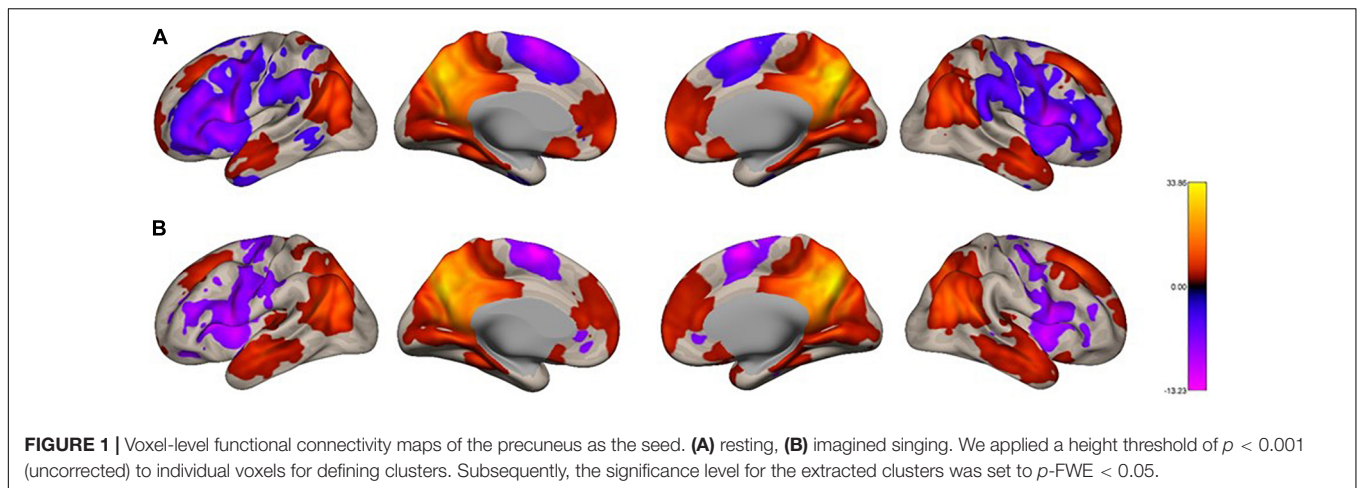 A
33.86
0.00
-13.23
B
FIGURE 1 | Voxel-level functional connectivity maps of the precuneus as the seed. (A) resting, (B) imagined singing. We applied a height threshold of p < 0.001
(uncorrected) to individual voxels for defining clusters. Subsequently, the significance level for the extracted clusters was set to p-FWE < 0.05.